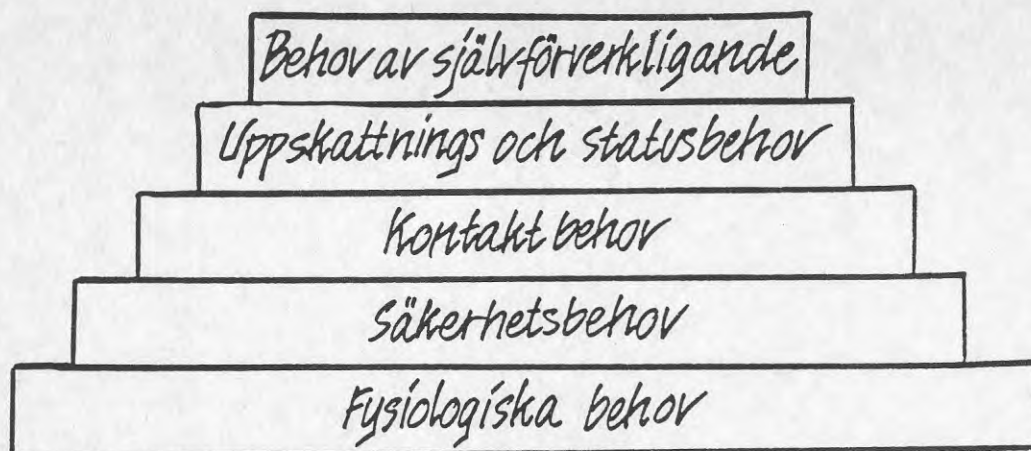 Behov av självförverkligande
Uppskattnings och statusbehov
Kontakt behov
Säkerhetsbehov
Fysiologiska behov